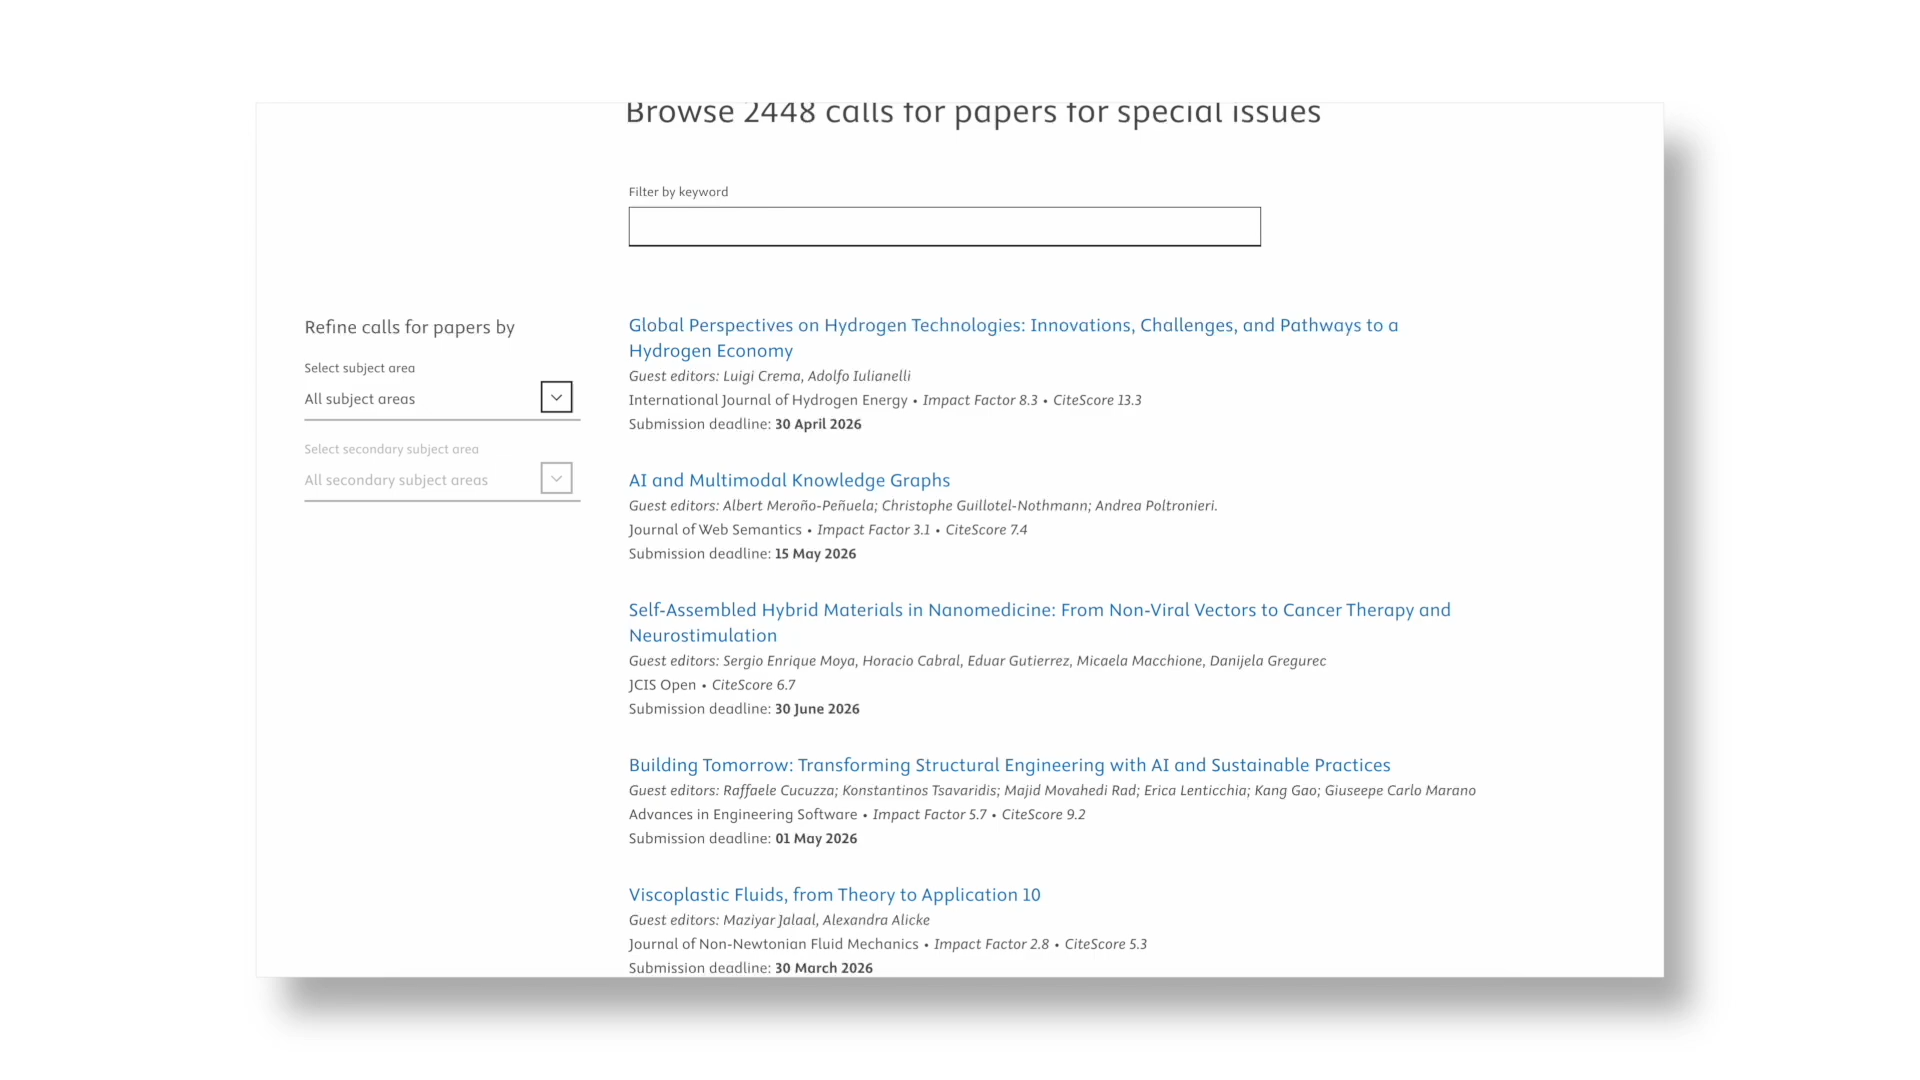 Browse 2448 calls for papers for special issues
Filter by keyword
Refine calls for papers by
Select subject area
All subject areas
Select secondary subject area
All secondary subject areas
Global Perspectives on Hydrogen Technologies: Innovations, Challenges, and Pathways to a
Hydrogen Economy
Guest editors: Luigi Crema, Adolfo Iulianelli
International Journal of Hydrogen Energy • Impact Factor 8.3 • CiteScore 13.3
Submission deadline: 30 April 2026
AI and Multimodal Knowledge Graphs
Guest editors: Albert Meroño-Peñuela; Christophe Guillotel-Nothmann; Andrea Poltronieri.
Journal of Web Semantics • Impact Factor 3.1 • CiteScore 7.4
Submission deadline: 15 May 2026
Self-Assembled Hybrid Materials in Nanomedicine: From Non-Viral Vectors to Cancer Therapy and
Neurostimulation
Guest editors: Sergio Enrique Moya, Horacio Cabral, Eduar Gutierrez, Micaela Macchione, Danijela Gregurec
JCIS Open • CiteScore 6.7
Submission deadline: 30 June 2026
Building Tomorrow: Transforming Structural Engineering with AI and Sustainable Practices
Guest editors: Raffaele Cucuzza; Konstantinos Tsavaridis; Majid Movahedi Rad; Erica Lenticchia; Kang Gao; Giuseepe Carlo Marano
Advances in Engineering Software • Impact Factor 5.7 • CiteScore 9.2
Submission deadline: 01 May 2026
Viscoplastic Fluids, from Theory to Application 10
Guest editors: Maziyar Jalaal, Alexandra Alicke
Journal of Non-Newtonian Fluid Mechanics • Impact Factor 2.8 • CiteScore 5.3
Submission deadline: 30 March 2026